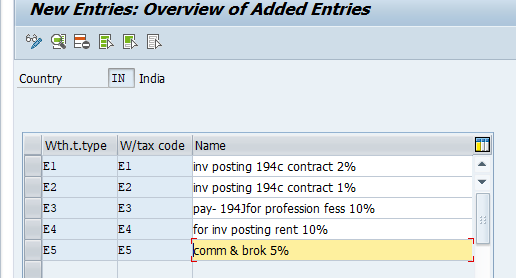 New Entries: Overview of Added Entries
Country IN India
Wth.t.type W/tax code Name
E1 E1 inv posting 194c contract 2%
E2 E2 inv posting 194c contract 1%
E3 E3 pay- 194Jfor profession fess 10%
E4 E4 for inv posting rent 10%
E5 E5 comm & brok 5%